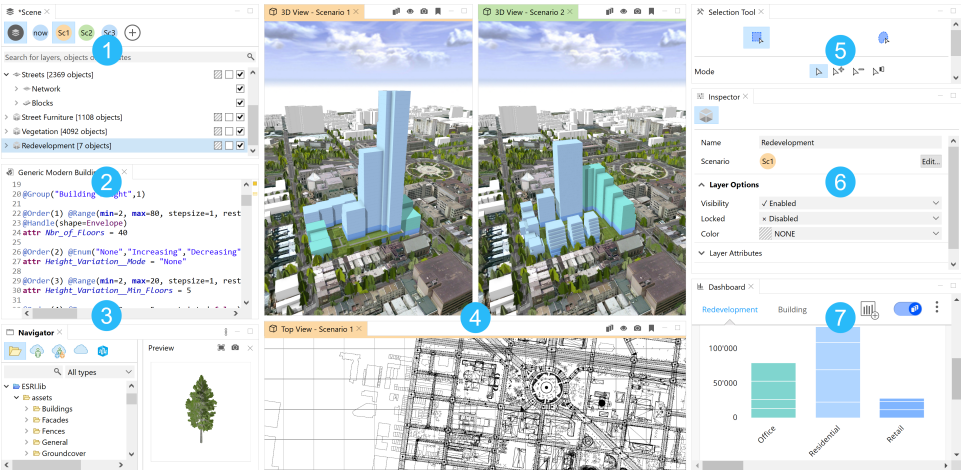 *Scene
now Sc1 Sc2 Sc3
1
Search for layers, objects
Streets [2369 objects]
Network
Blocks
Street Furniture [1108 objects]
Vegetation [4092 objects]
Redevelopment [7 objects]
Generic Modern
2
19
20 @Group("Building
21
22 @Order(1) @Range(min=2, max=80, stepsize=1, rest
23 @Handle(shape=Envelope)
24 attr Nbr_of_Floors = 40
25
26 @Order(2) @Enum("None","Increasing","Decreasing"
27 attr Height_Variation__Mode = "None"
28
29 @Order(3) @Range(min=2, max=20, stepsize=1, rest
30 attr Height_Variation__Min_Floors = 5
31
3
Navigator
Preview
All types
ESRI.lib
assets
Buildings
Facades
Fences
General
Groundcover
3D View - Scenario 1
3D View - Scenario 2
4
Top View - Scenario 1
Selection Tool
5
Mode
Inspector
Name Redevelopment
Scenario Sc1 Edit...
6
Layer Options
Visibility ✓ Enabled
Locked × Disabled
Color NONE
Layer Attributes
Dashboard
Redevelopment Building
7
100'000
50'000
0
Office Residential Retail